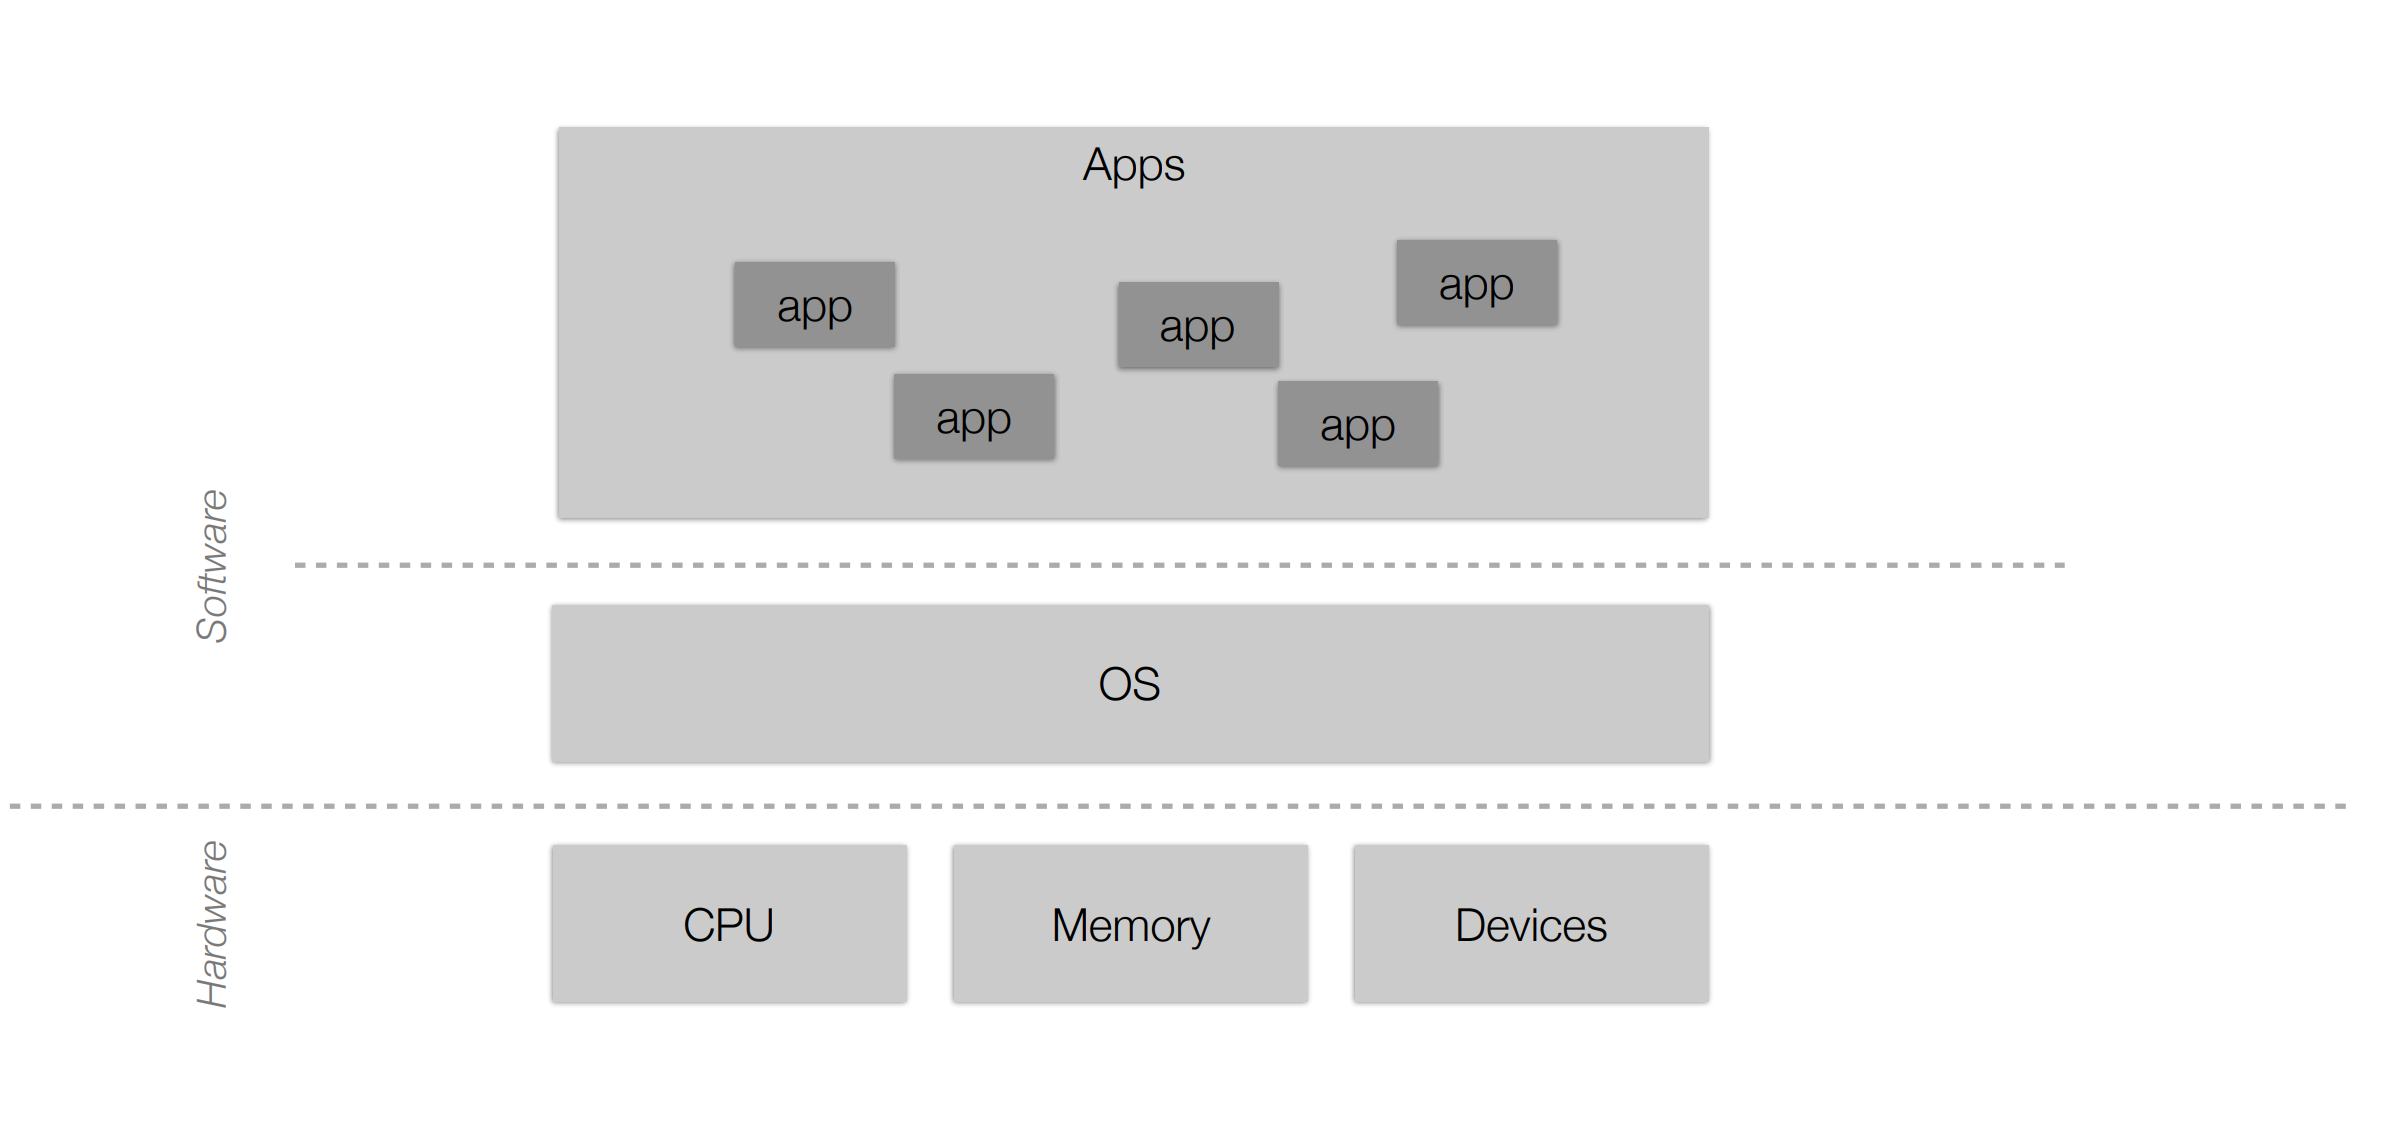 Apps
app
app
app
app
app
Software
OS
Hardware
CPU
Memory
Devices